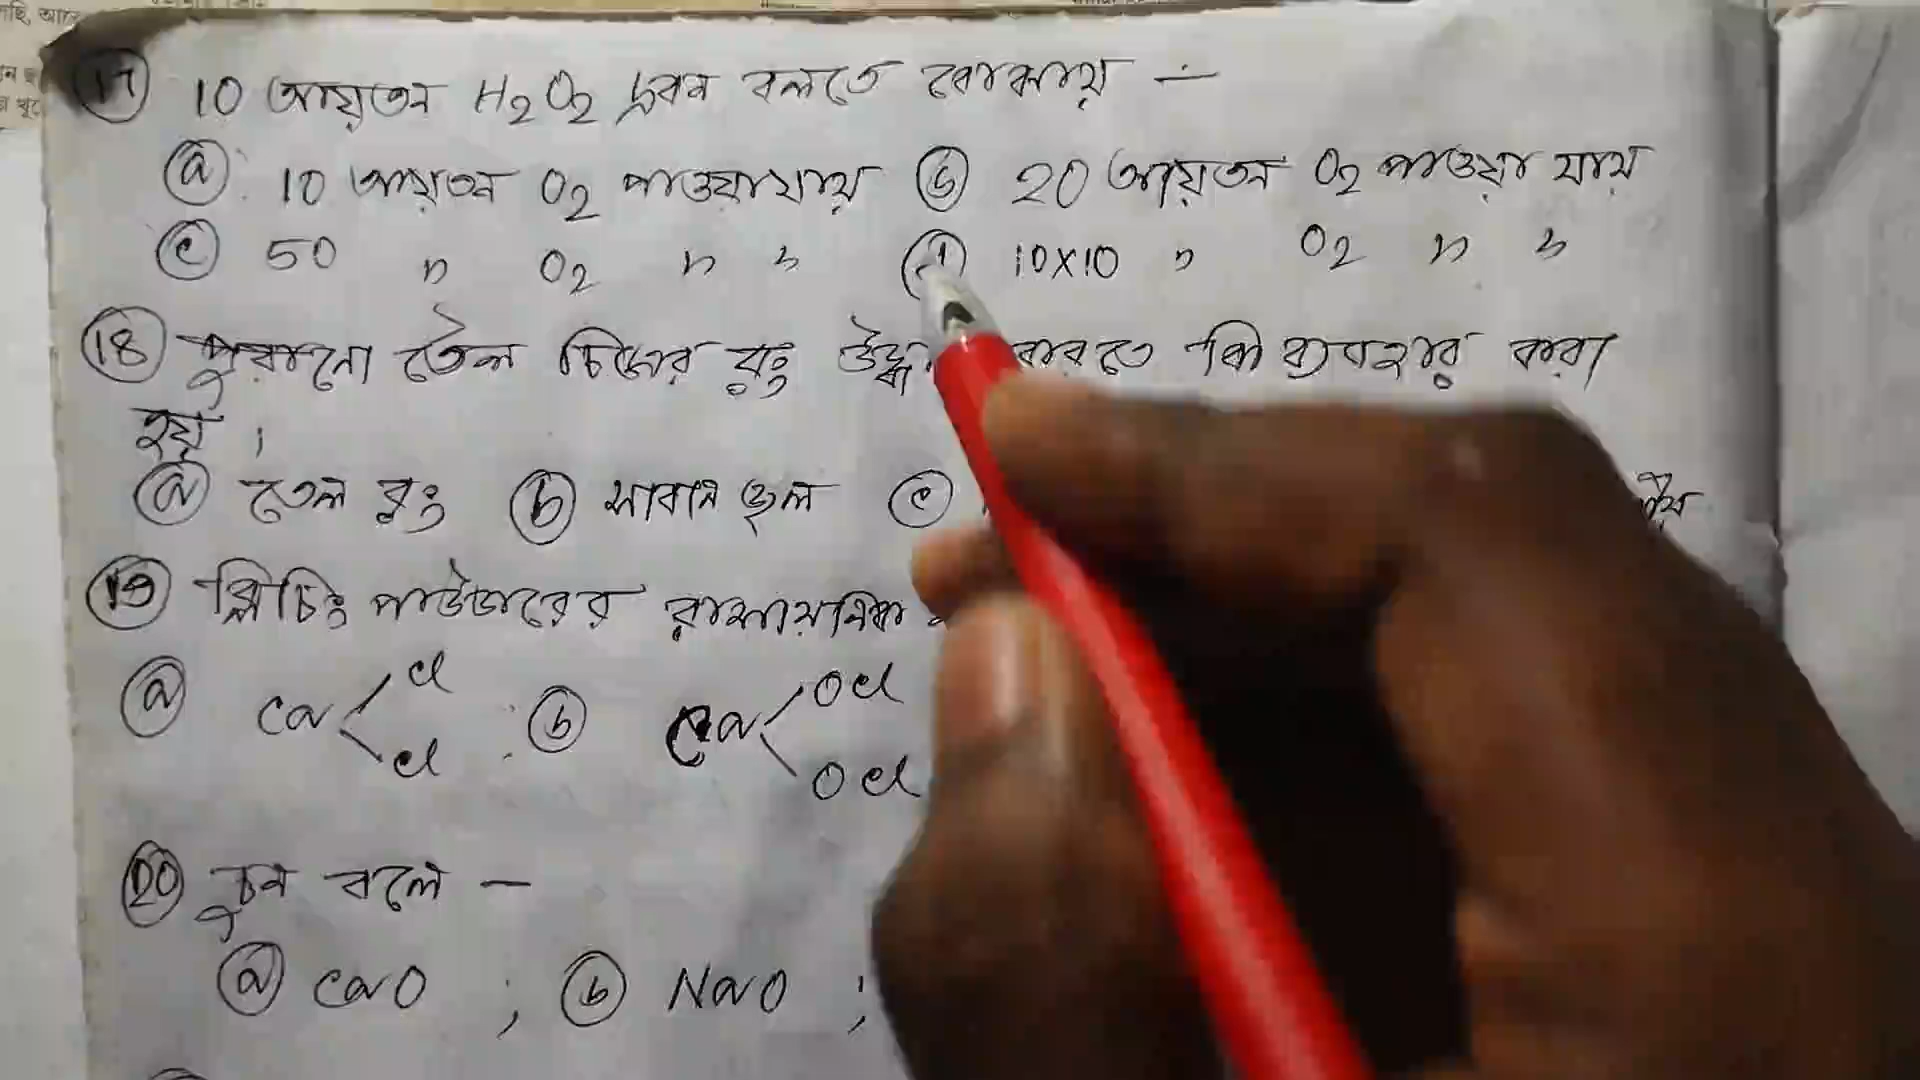 17 10 আয়তন H2O2 দ্রবন বলতে বোঝায় —
a 10 আয়তন O2 পাওয়া যায় b 20 আয়তন O2 পাওয়া যায়
c 50 " O2 " " d 10×10 " O2 " "
18 পুরানো তৈল চিত্রের রং উদ্ধার করতে কি ব্যবহার করা
হয় ।
a তেল রং b সাবান জল c
19 ব্লিচিং পাউডারের রাসায়নিক
a Ca Cl Cl b Ca OCl OCl
20 চুন বলে —
a CaO ; b NaO ;